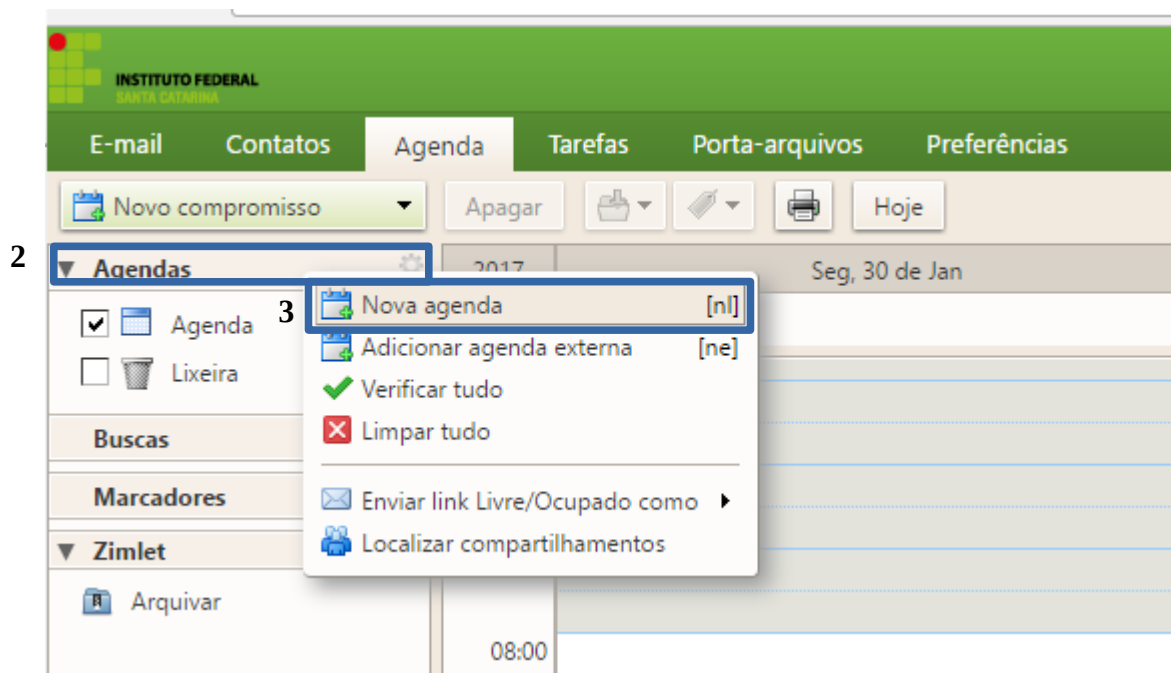 INSTITUTO FEDERAL
SANTA CATARINA
E-mail Contatos Agenda Tarefas Porta-arquivos Preferências
Novo compromisso Apagar Hoje
2 Agendas 2017 Seg, 30 de Jan
3 Nova agenda [nl]
Agenda
Adicionar agenda externa [ne]
Lixeira
Verificar tudo
Limpar tudo
Buscas
Marcadores
Enviar link Livre/Ocupado como
Localizar compartilhamentos
Zimlet
Arquivar
08:00